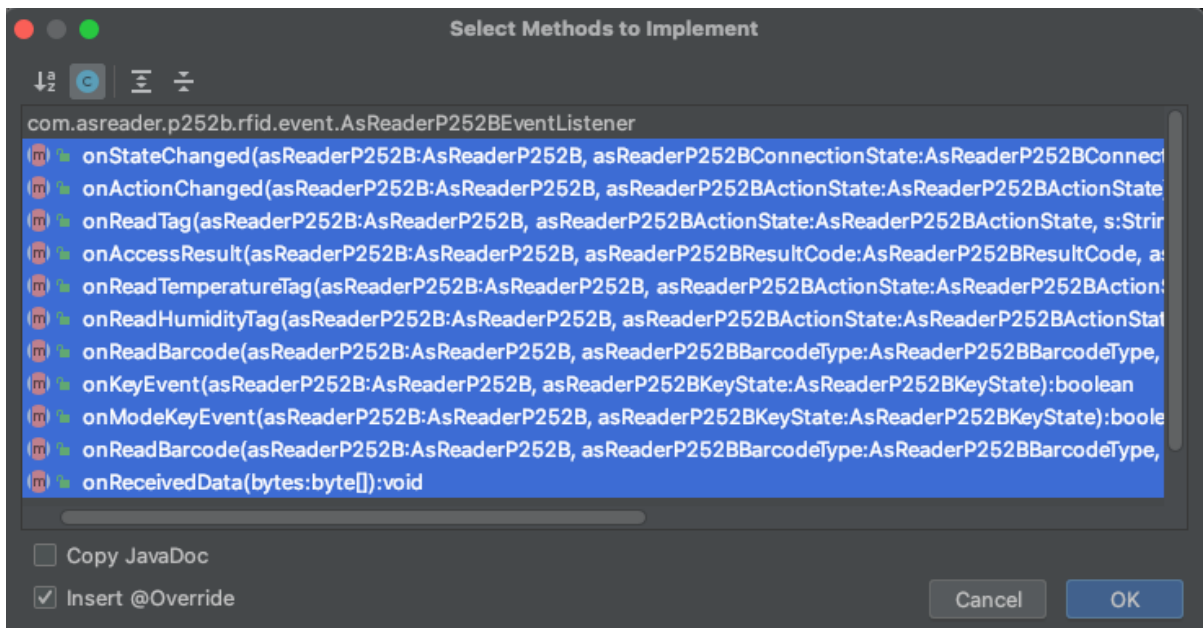 Select Methods to Implement
com.asreader.p252b.rfid.event.AsReaderP252BEventListener
onStateChanged(asReaderP252B:AsReaderP252B, asReaderP252BConnectionState:AsReaderP252BConnect
onActionChanged(asReaderP252B:AsReaderP252B, asReaderP252BActionState:AsReaderP252BActionState)
onReadTag(asReaderP252B:AsReaderP252B, asReaderP252BActionState:AsReaderP252BActionState, s:Strin
onAccessResult(asReaderP252B:AsReaderP252B, asReaderP252BResultCode:AsReaderP252BResultCode, as
onReadTemperatureTag(asReaderP252B:AsReaderP252B, asReaderP252BActionState:AsReaderP252BActionS
onReadHumidityTag(asReaderP252B:AsReaderP252B, asReaderP252BActionState:AsReaderP252BActionStat
onReadBarcode(asReaderP252B:AsReaderP252B, asReaderP252BBarcodeType:AsReaderP252BBarcodeType,
onKeyEvent(asReaderP252B:AsReaderP252B, asReaderP252BKeyState:AsReaderP252BKeyState):boolean
onModeKeyEvent(asReaderP252B:AsReaderP252B, asReaderP252BKeyState:AsReaderP252BKeyState):boole
onReadBarcode(asReaderP252B:AsReaderP252B, asReaderP252BBarcodeType:AsReaderP252BBarcodeType,
onReceivedData(bytes:byte[]):void
Copy JavaDoc
Insert @Override
Cancel OK